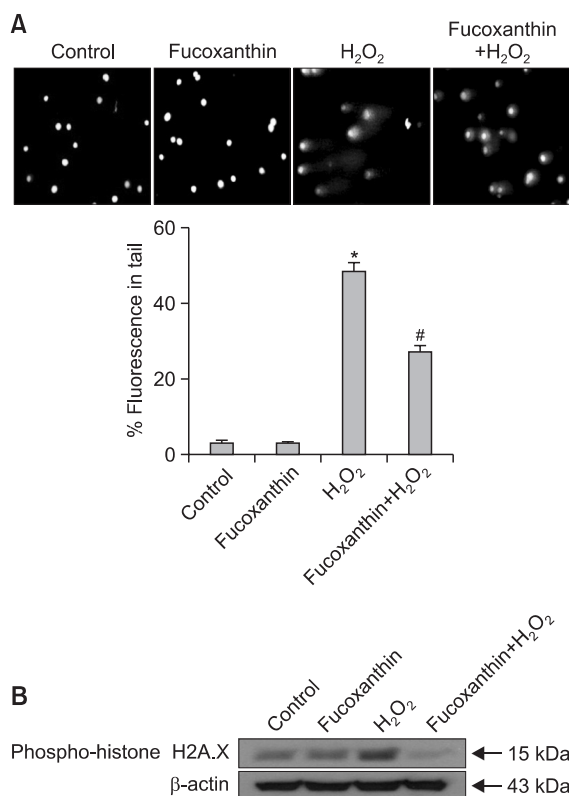 A
Control
Fucoxanthin
H₂O₂
Fucoxanthin
+H₂O₂
% Fluorescence in tail
60
40
20
0
*
#
Control
Fucoxanthin
H₂O₂
Fucoxanthin+H₂O₂
B
Control
Fucoxanthin
H₂O₂
Fucoxanthin+H₂O₂
Phospho-histone H2A.X ← 15 kDa
β-actin ← 43 kDa